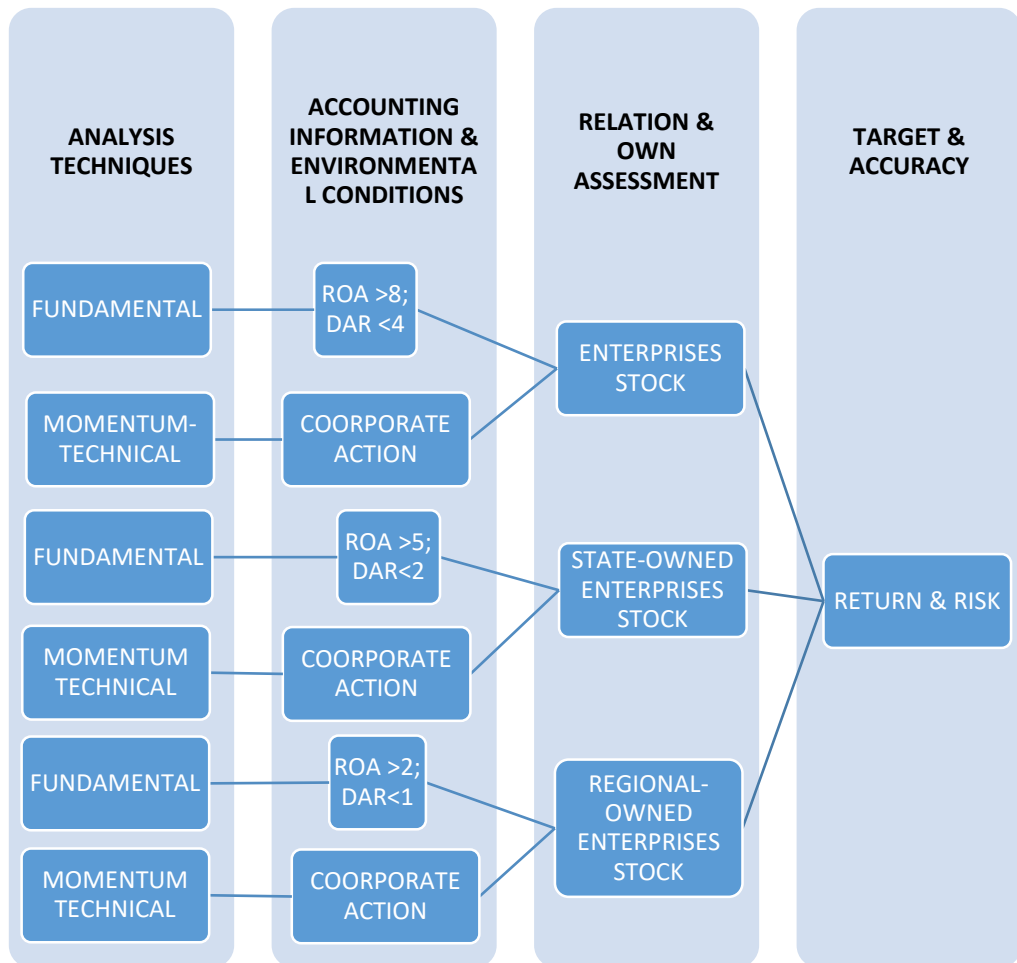 ANALYSIS
TECHNIQUES
ACCOUNTING
INFORMATION &
ENVIRONMENTA
L CONDITIONS
RELATION &
OWN
ASSESSMENT
TARGET &
ACCURACY
FUNDAMENTAL
ROA >8;
DAR <4
MOMENTUM-
TECHNICAL
COORPORATE
ACTION
ENTERPRISES
STOCK
FUNDAMENTAL
ROA >5;
DAR<2
MOMENTUM
TECHNICAL
COORPORATE
ACTION
STATE-OWNED
ENTERPRISES
STOCK
FUNDAMENTAL
ROA >2;
DAR<1
MOMENTUM
TECHNICAL
COORPORATE
ACTION
REGIONAL-
OWNED
ENTERPRISES
STOCK
RETURN & RISK